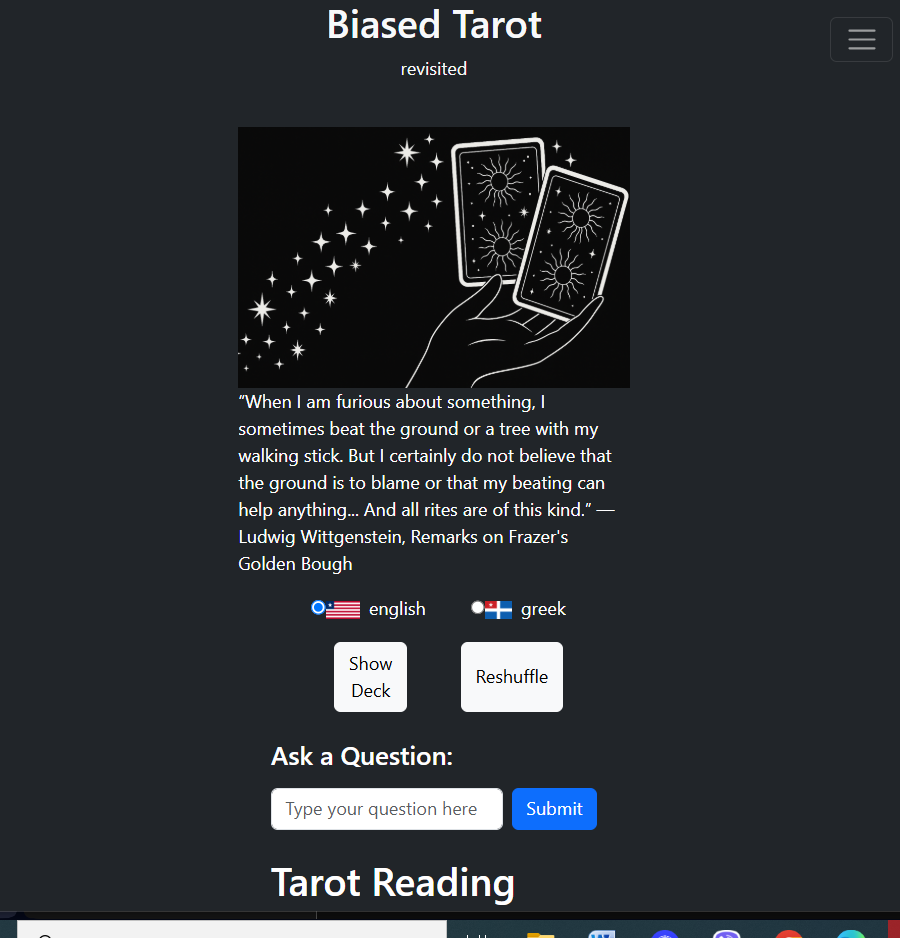 Biased Tarot
revisited
“When I am furious about something, I
sometimes beat the ground or a tree with my
walking stick. But I certainly do not believe that
the ground is to blame or that my beating can
help anything... And all rites are of this kind.” —
Ludwig Wittgenstein, Remarks on Frazer's
Golden Bough
english greek
Show
Deck
Reshuffle
Ask a Question:
Type your question here Submit
Tarot Reading